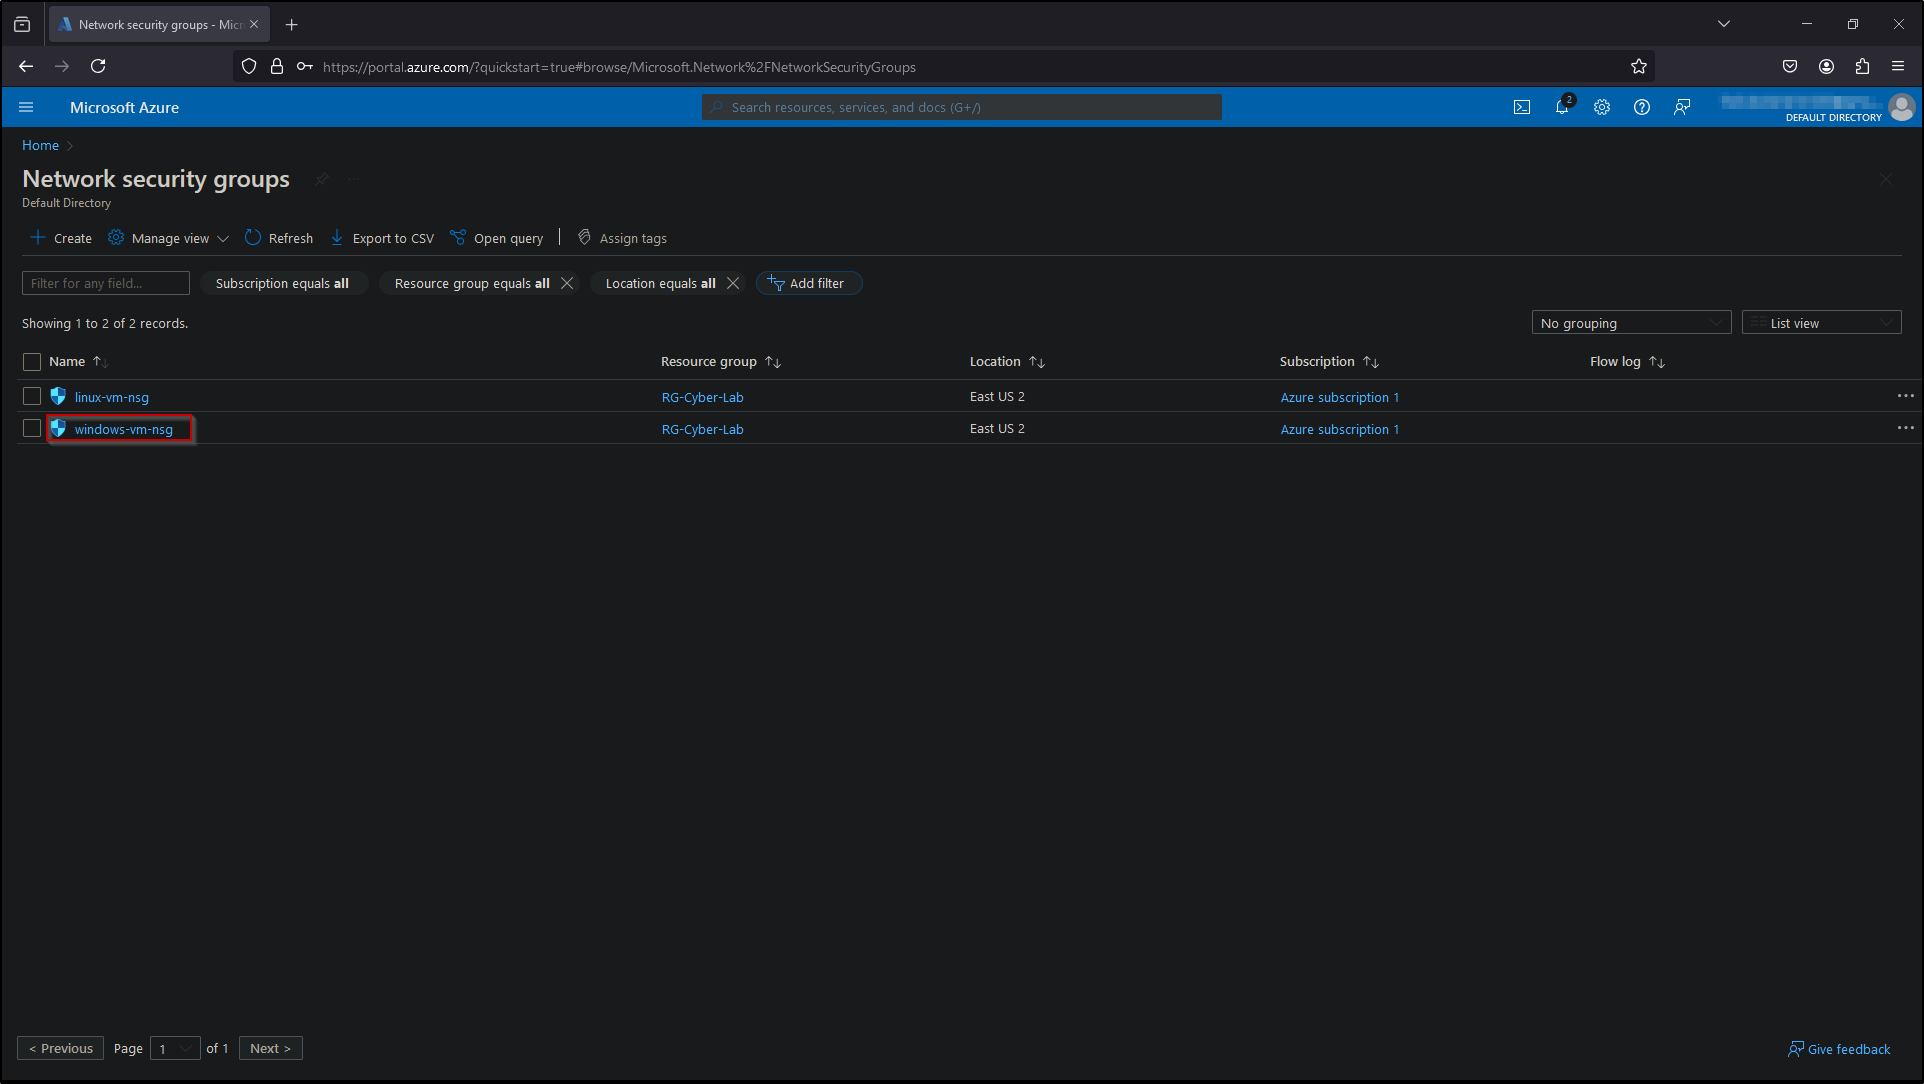 Network security groups - Micr
https://portal.azure.com/?quickstart=true#browse/Microsoft.Network%2FNetworkSecurityGroups
Microsoft Azure
Search resources, services, and docs (G+/)
2
DEFAULT DIRECTORY
Home
Network security groups
Default Directory
Create Manage view Refresh Export to CSV Open query Assign tags
Filter for any field... Subscription equals all Resource group equals all Location equals all Add filter
Showing 1 to 2 of 2 records. No grouping List view
Name Resource group Location Subscription Flow log
linux-vm-nsg RG-Cyber-Lab East US 2 Azure subscription 1
windows-vm-nsg RG-Cyber-Lab East US 2 Azure subscription 1
< Previous Page 1 of 1 Next > Give feedback